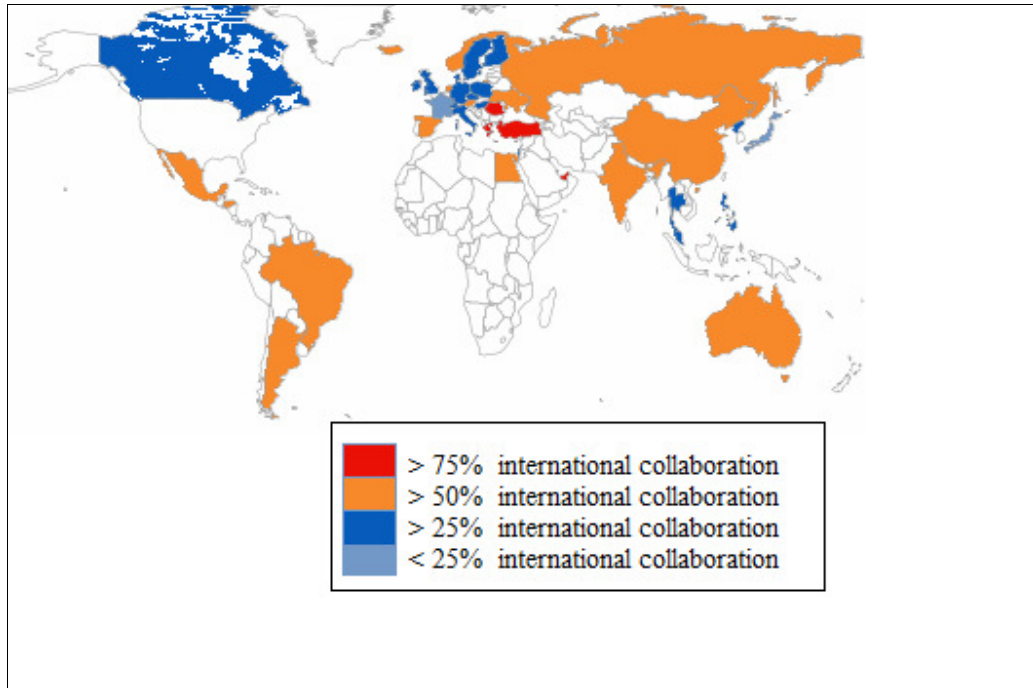 > 75% international collaboration
> 50% international collaboration
> 25% international collaboration
< 25% international collaboration